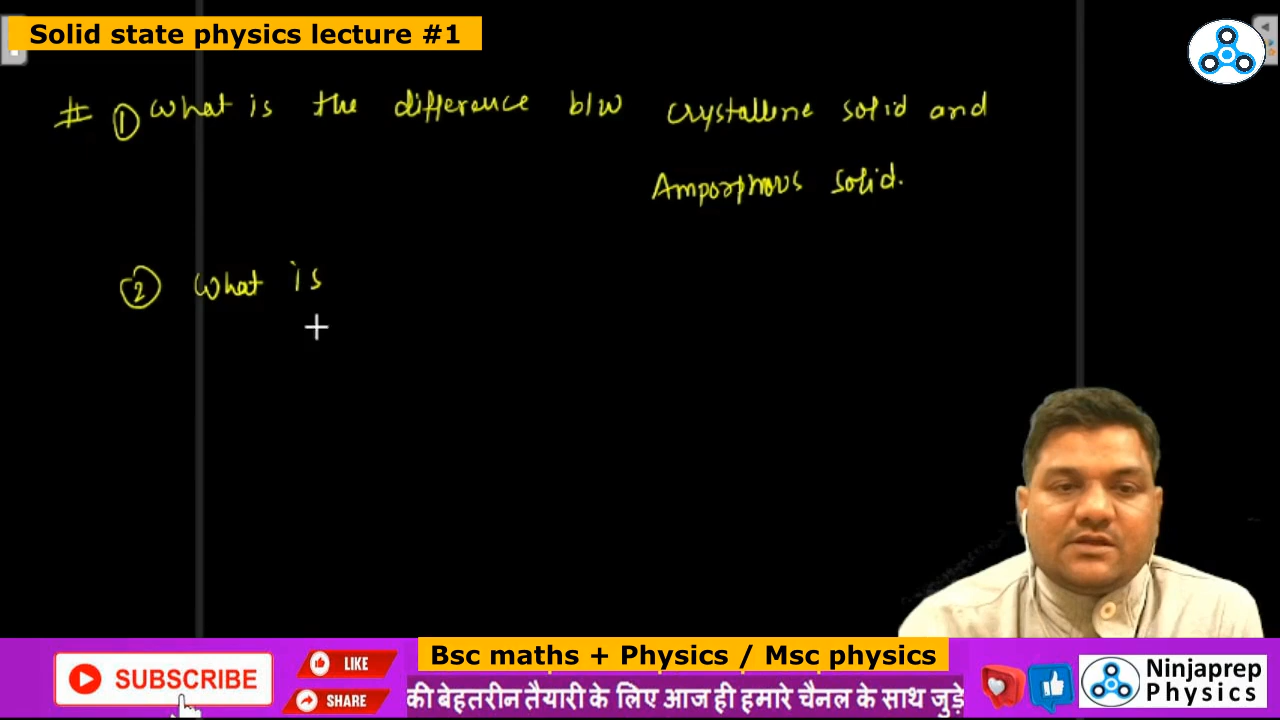 Solid state physics lecture #1
# ① What is the difference b/w crystallene solid and
Amporphous solid.
② What is
SUBSCRIBE
LIKE
SHARE
Bsc maths + Physics / Msc physics
की बेहतरीन तैयारी के लिए आज ही हमारे चैनल के साथ जुड़े
Ninjaprep
Physics